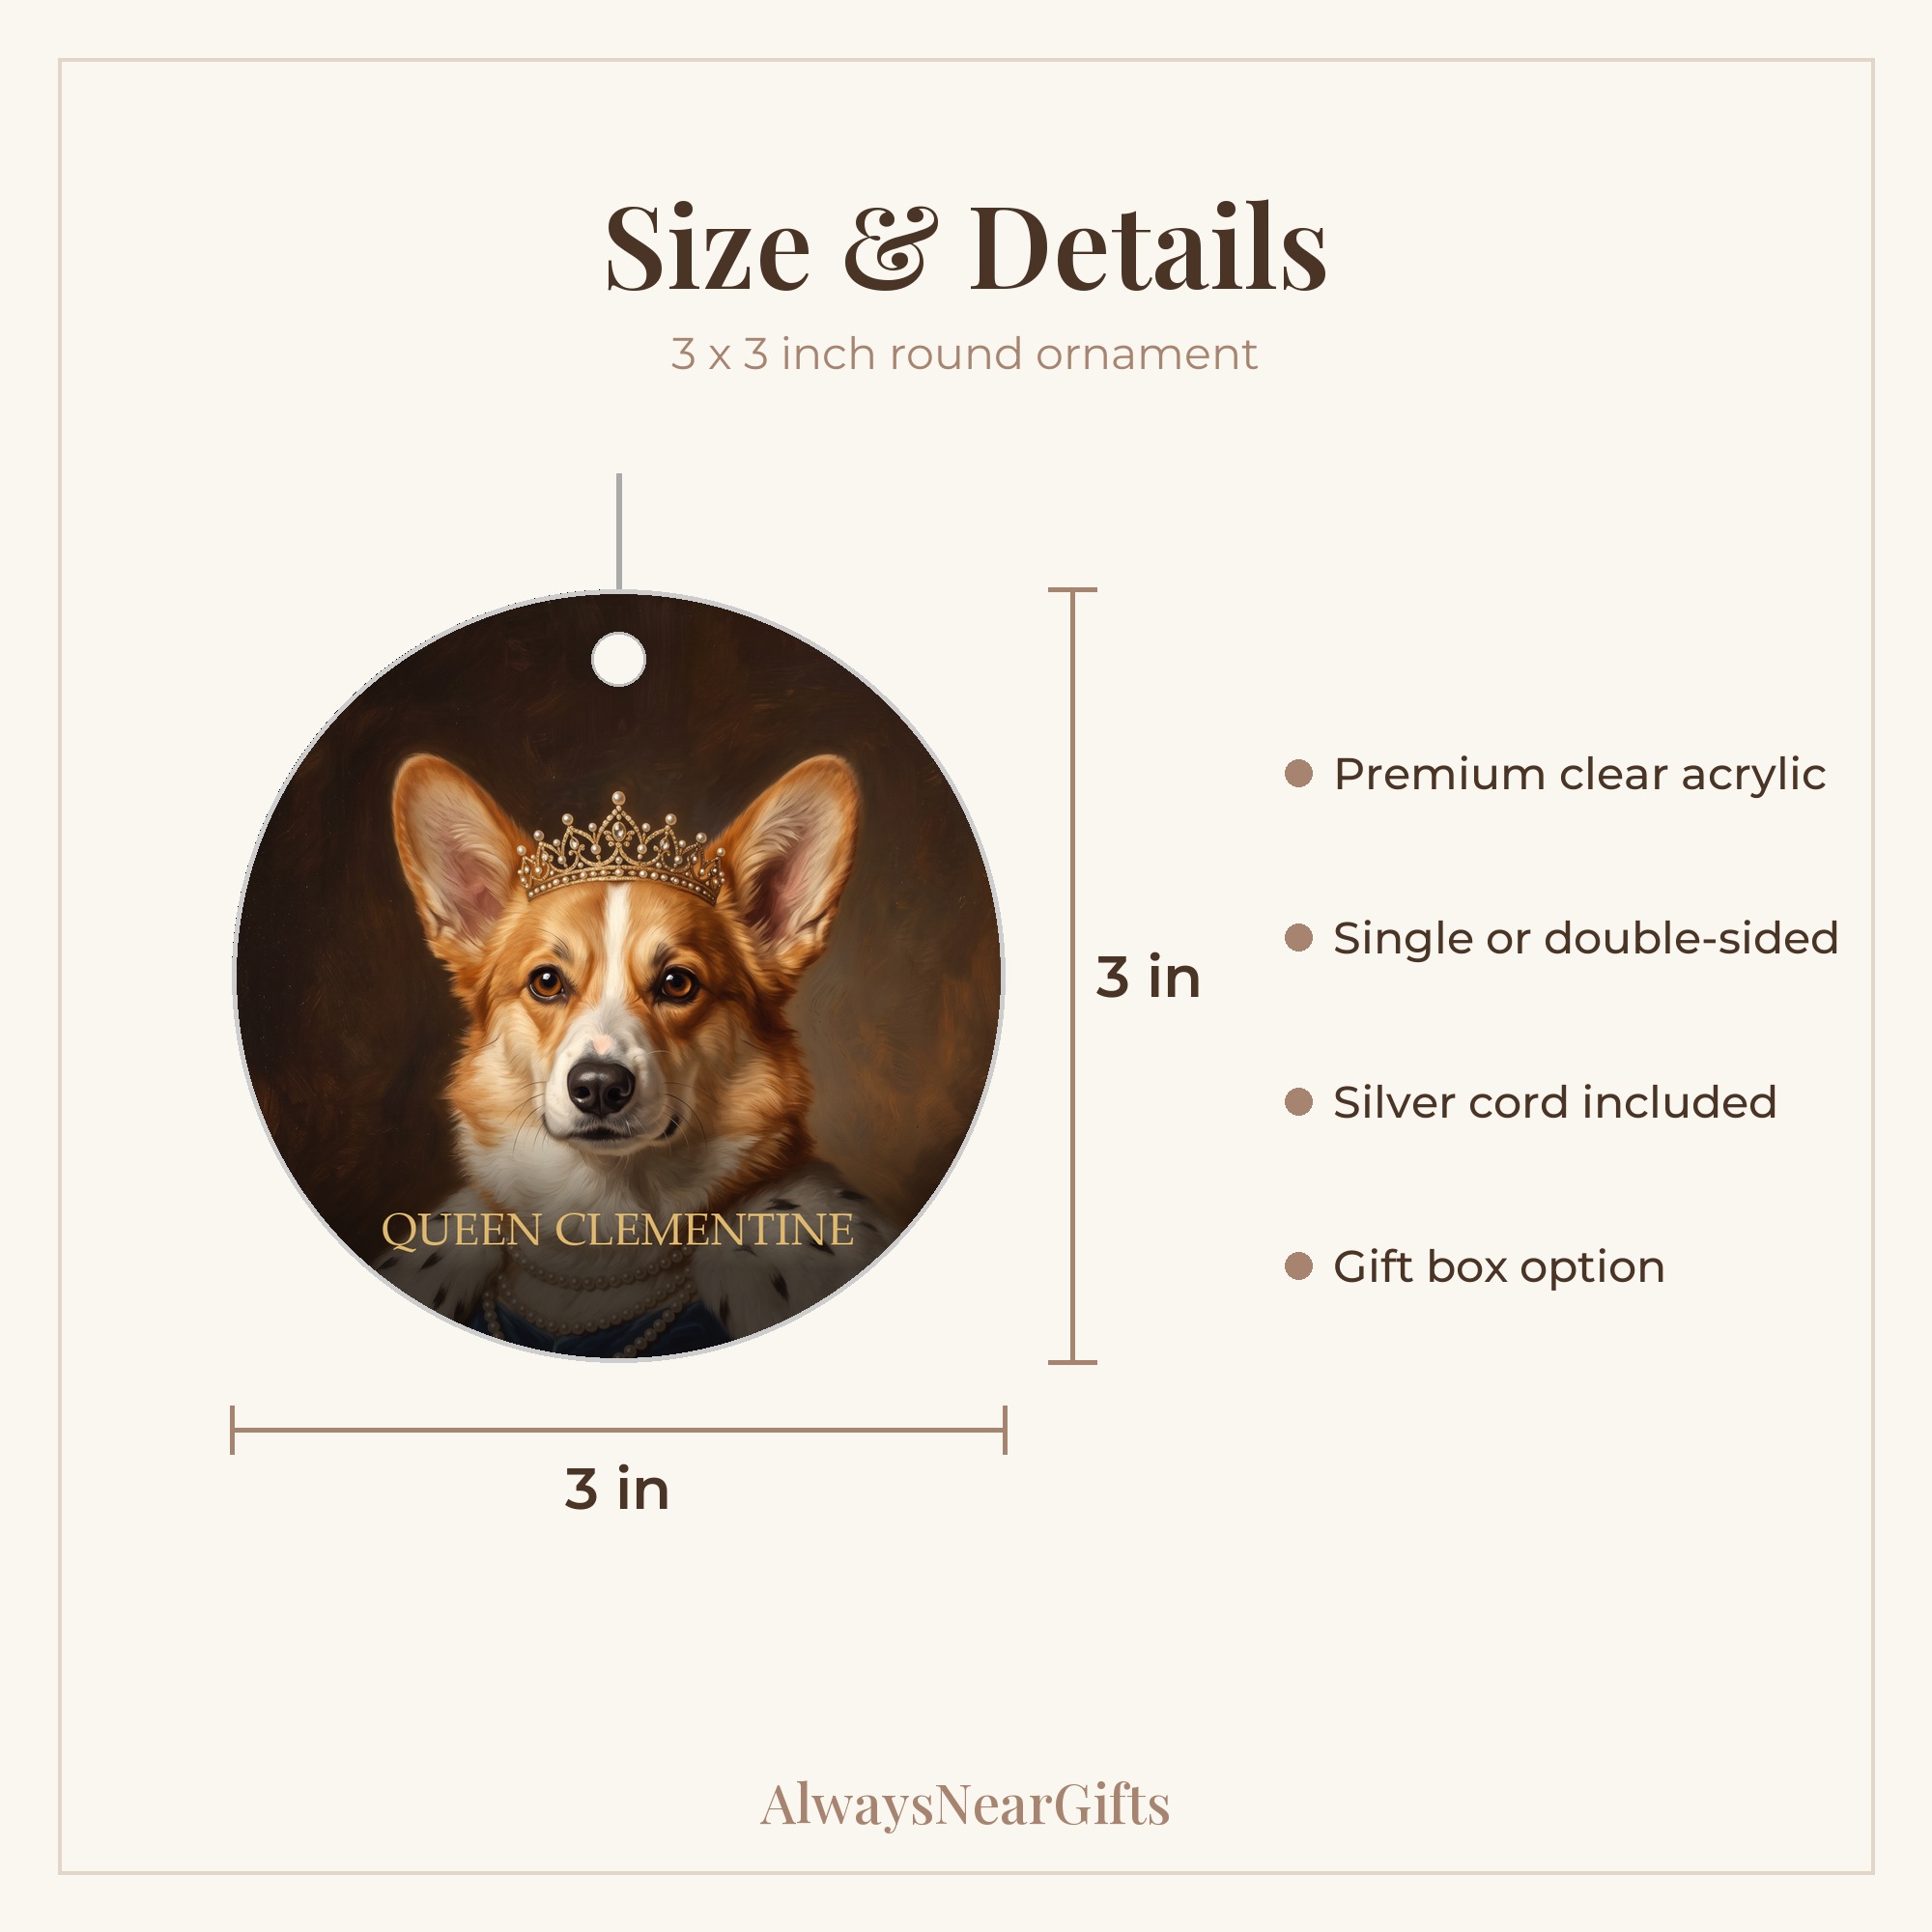 Size & Details
3 x 3 inch round ornament
Premium clear acrylic
Single or double-sided
3 in
Silver cord included
QUEEN CLEMENTINE
Gift box option
3 in
AlwaysNearGifts